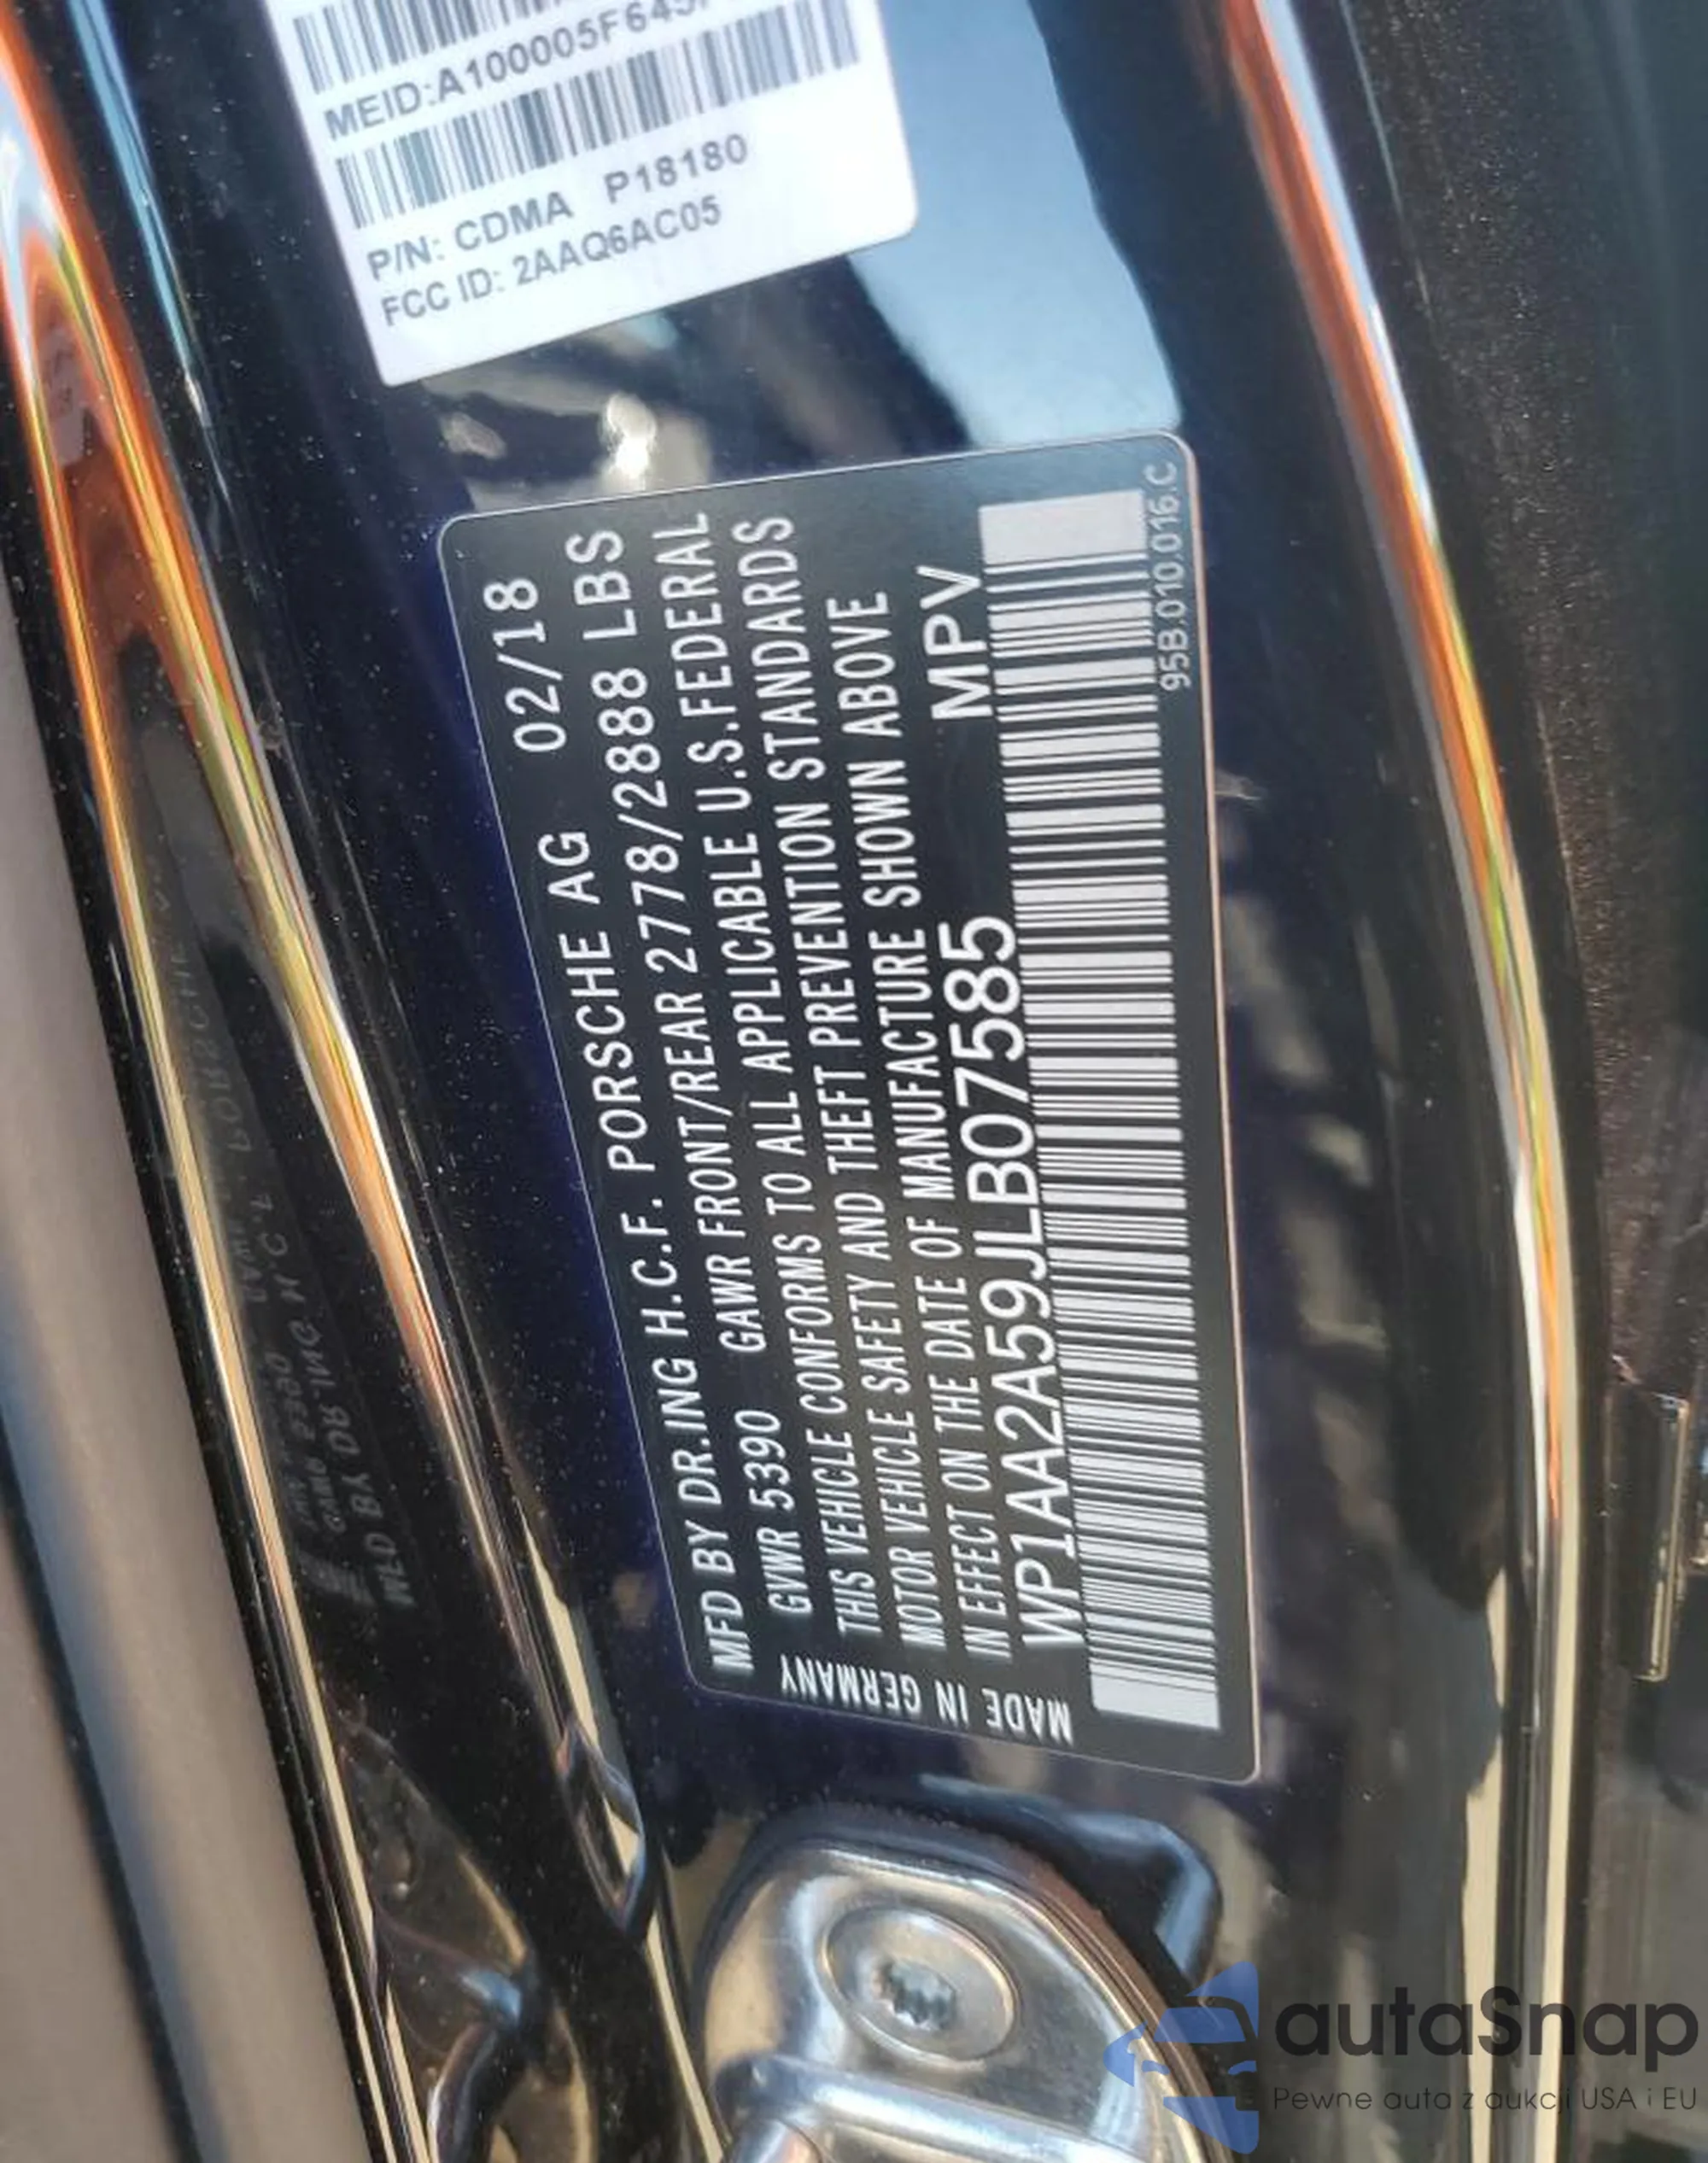 MEID:A100005F645
P/N: CDMA P18180
FCC ID: 2AAQ6AC05
MFD BY DR.ING H.C.F. PORSCHE AG 02/18
GVWR 5390 GAWR FRONT/REAR 2778/2888 LBS
THIS VEHICLE CONFORMS TO ALL APPLICABLE U.S.FEDERAL
MOTOR VEHICLE SAFETY AND THEFT PREVENTION STANDARDS
IN EFFECT ON THE DATE OF MANUFACTURE SHOWN ABOVE
WP1AA2A59JLB07585 MPV
95B.010.016.C
MADE IN GERMANY
autaSnap
Pewne auta z aukcji USA i EU